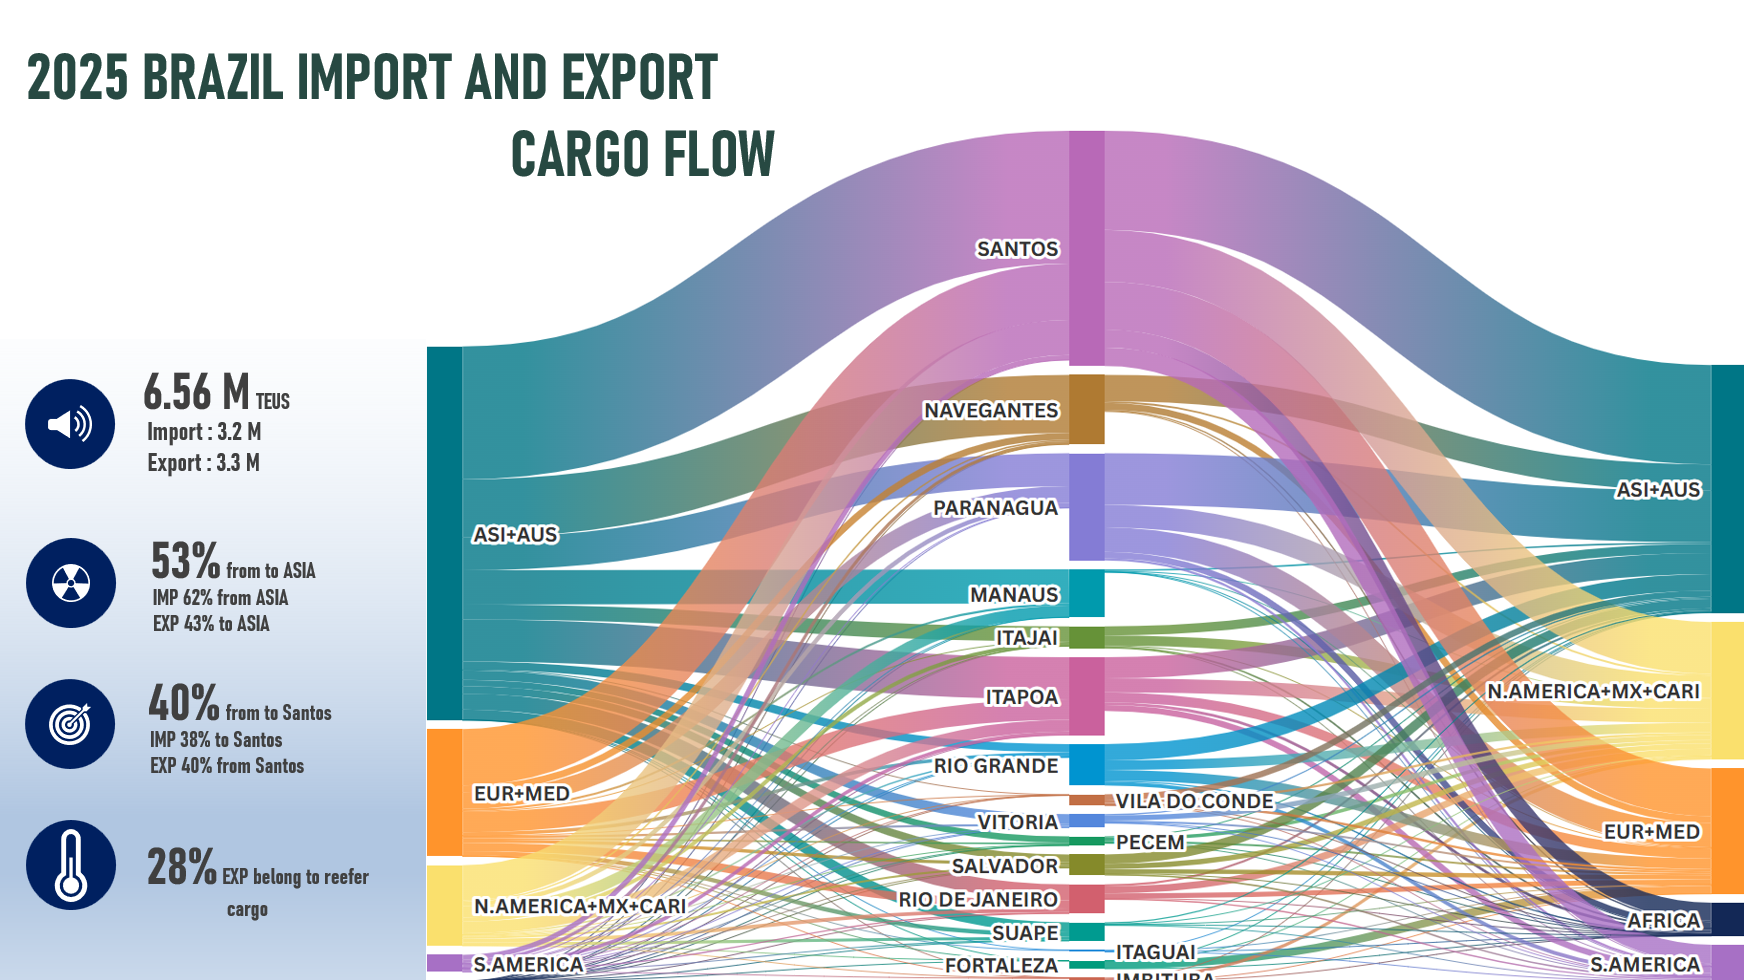 2025 BRAZIL IMPORT AND EXPORT
CARGO FLOW
6.56 M TEUS
Import : 3.2 M
Export : 3.3 M
53% from to ASIA
IMP 62% from ASIA
EXP 43% to ASIA
40% from to Santos
IMP 38% to Santos
EXP 40% from Santos
28% EXP belong to reefer
cargo
ASI+AUS
EUR+MED
N.AMERICA+MX+CARI
S.AMERICA
SANTOS
NAVEGANTES
PARANAGUA
MANAUS
ITAJAI
ITAPOA
RIO GRANDE
VILA DO CONDE
VITORIA
PECEM
SALVADOR
RIO DE JANEIRO
SUAPE
ITAGUAI
FORTALEZA
IMBITUBA
ASI+AUS
N.AMERICA+MX+CARI
EUR+MED
AFRICA
S.AMERICA